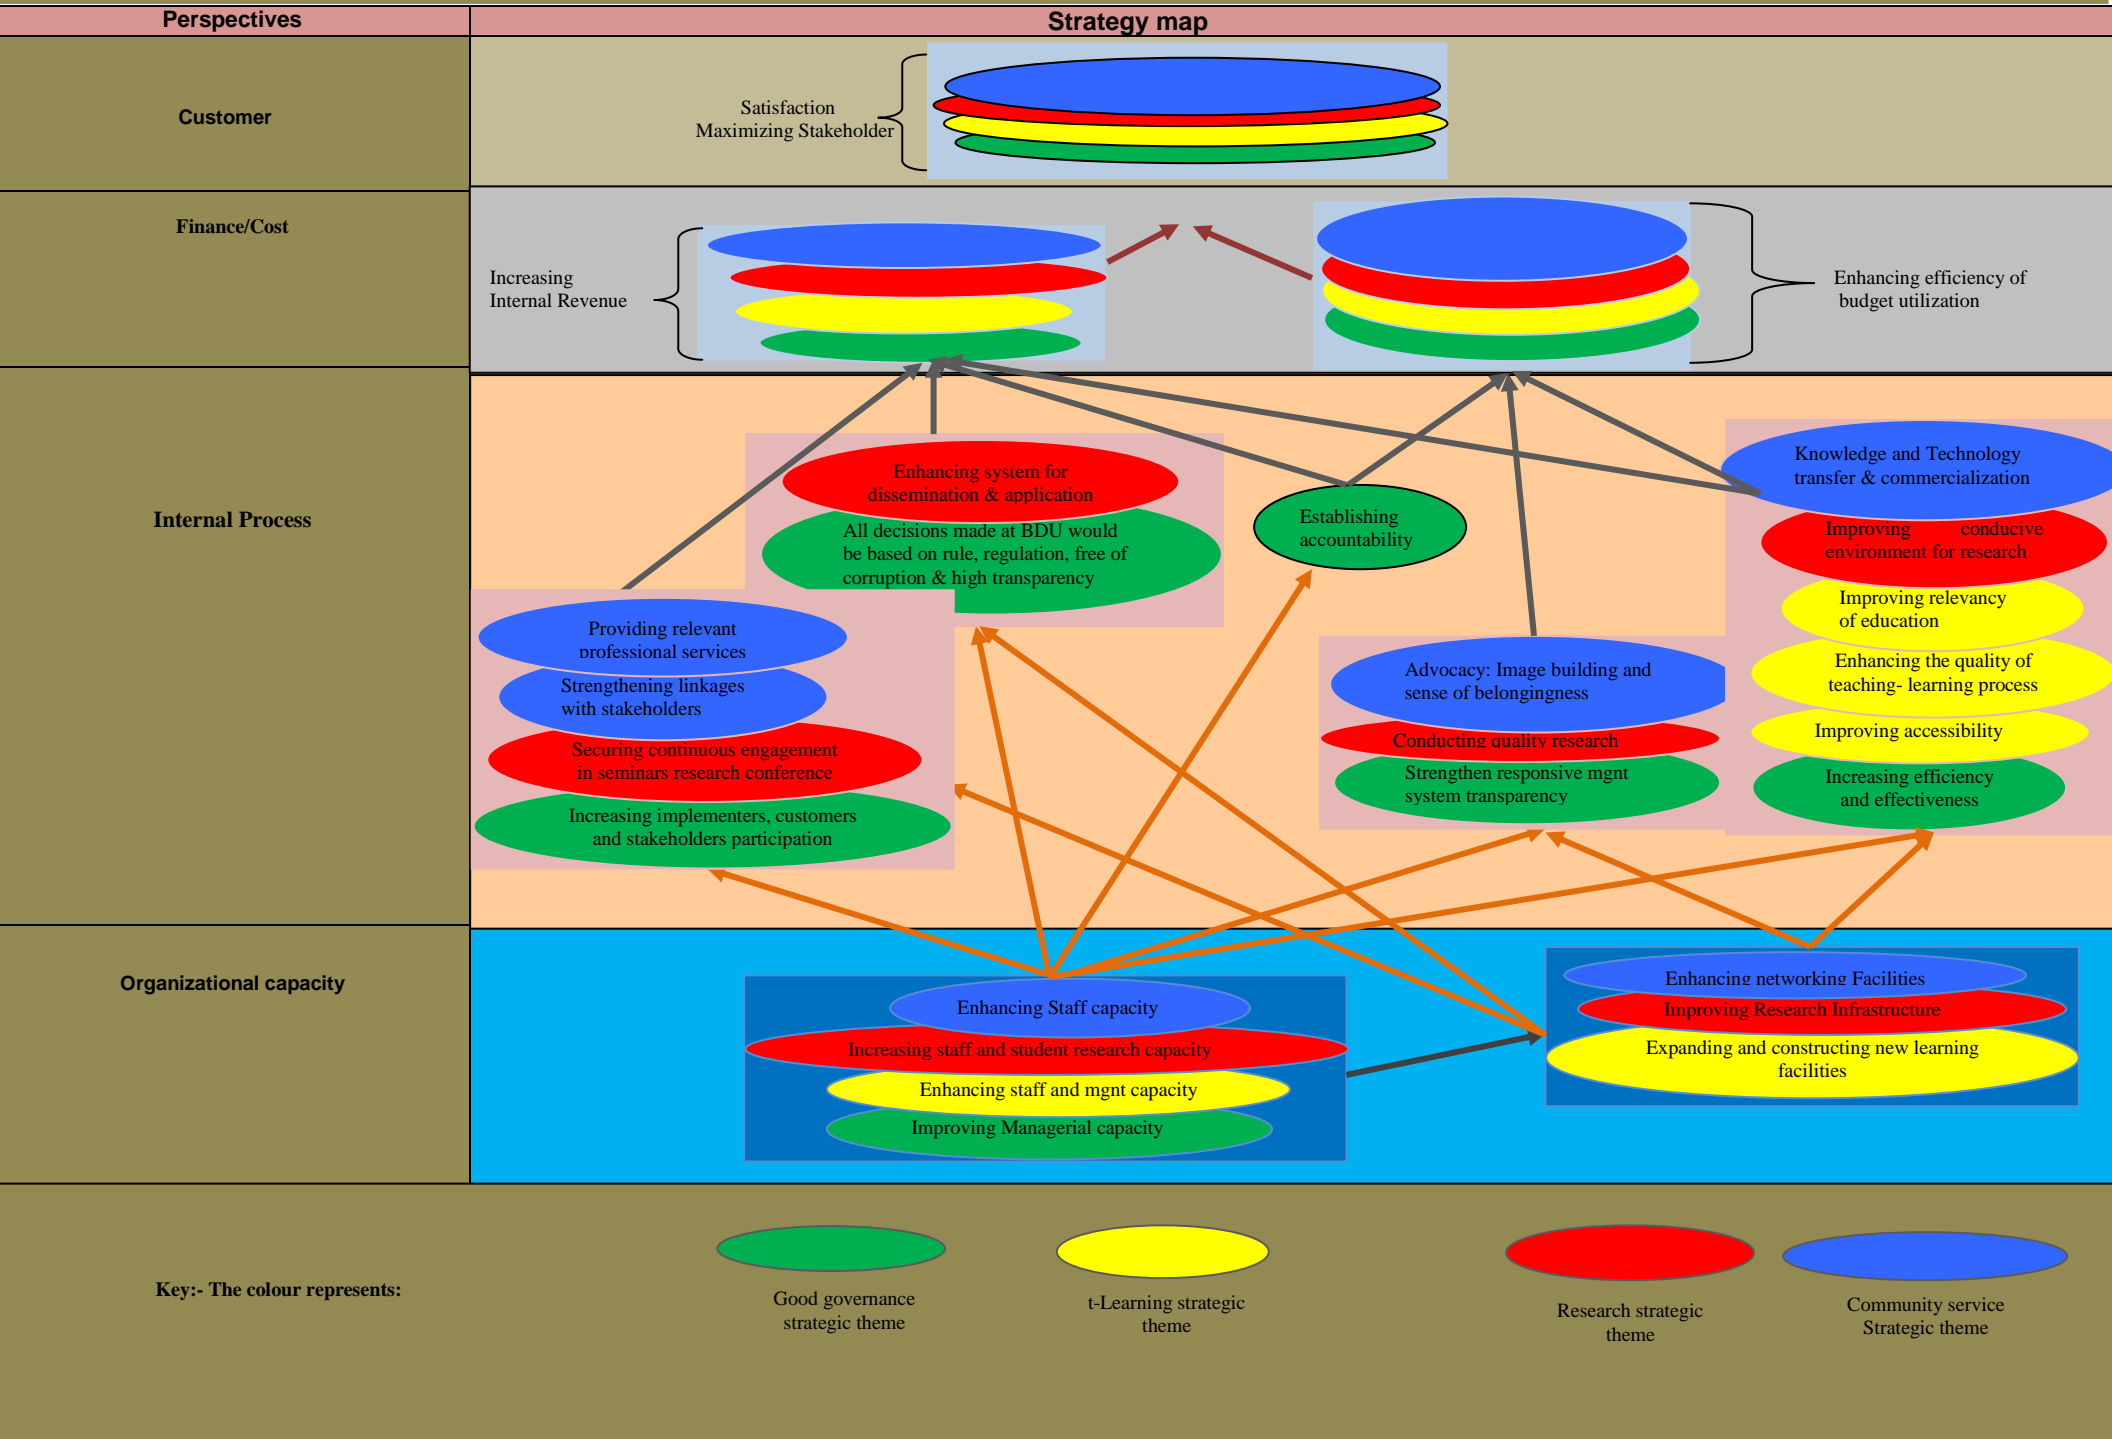 Perspectives
Strategy map
Customer
Satisfaction
Maximizing Stakeholder
Finance/Cost
Increasing
Internal Revenue
Enhancing efficiency of
budget utilization
Internal Process
Enhancing system for
dissemination & application
All decisions made at BDU would
be based on rule, regulation, free of
corruption & high transparency
Establishing
accountability
Knowledge and Technology
transfer & commercialization
Improving conducive
environment for research
Improving relevancy
of education
Enhancing the quality of
teaching- learning process
Improving accessibility
Increasing efficiency
and effectiveness
Providing relevant
professional services
Strengthening linkages
with stakeholders
Securing continuous engagement
in seminars research conference
Increasing implementers, customers
and stakeholders participation
Advocacy: Image building and
sense of belongingness
Conducting quality research
Strengthen responsive mgnt
system transparency
Organizational capacity
Enhancing Staff capacity
Increasing staff and student research capacity
Enhancing staff and mgnt capacity
Improving Managerial capacity
Enhancing networking Facilities
Improving Research Infrastructure
Expanding and constructing new learning
facilities
Key:- The colour represents:
Good governance
strategic theme
t-Learning strategic
theme
Research strategic
theme
Community service
Strategic theme